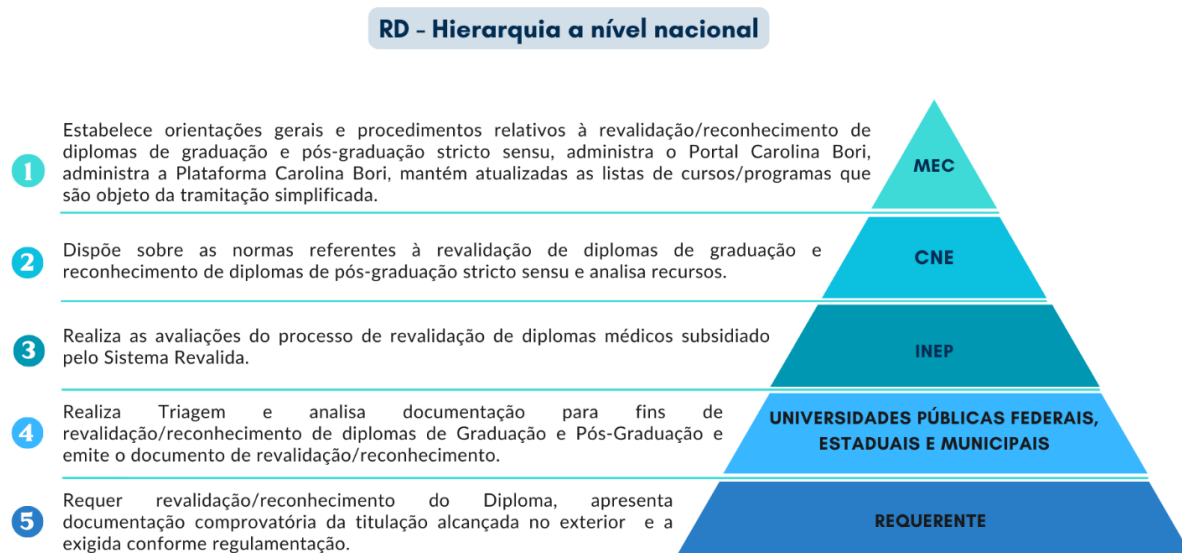 RD - Hierarquia a nível nacional
1
Estabelece orientações gerais e procedimentos relativos à revalidação/reconhecimento de
diplomas de graduação e pós-graduação stricto sensu, administra o Portal Carolina Bori,
administra a Plataforma Carolina Bori, mantém atualizadas as listas de cursos/programas que
são objeto da tramitação simplificada.
MEC
2
Dispõe sobre as normas referentes à revalidação de diplomas de graduação e
reconhecimento de diplomas de pós-graduação stricto sensu e analisa recursos.
CNE
3
Realiza as avaliações do processo de revalidação de diplomas médicos subsidiado
pelo Sistema Revalida.
INEP
4
Realiza Triagem e analisa documentação para fins de
revalidação/reconhecimento de diplomas de Graduação e Pós-Graduação e
emite o documento de revalidação/reconhecimento.
UNIVERSIDADES PÚBLICAS FEDERAIS,
ESTADUAIS E MUNICIPAIS
5
Requer revalidação/reconhecimento do Diploma, apresenta
documentação comprovatória da titulação alcançada no exterior e a
exigida conforme regulamentação.
REQUERENTE